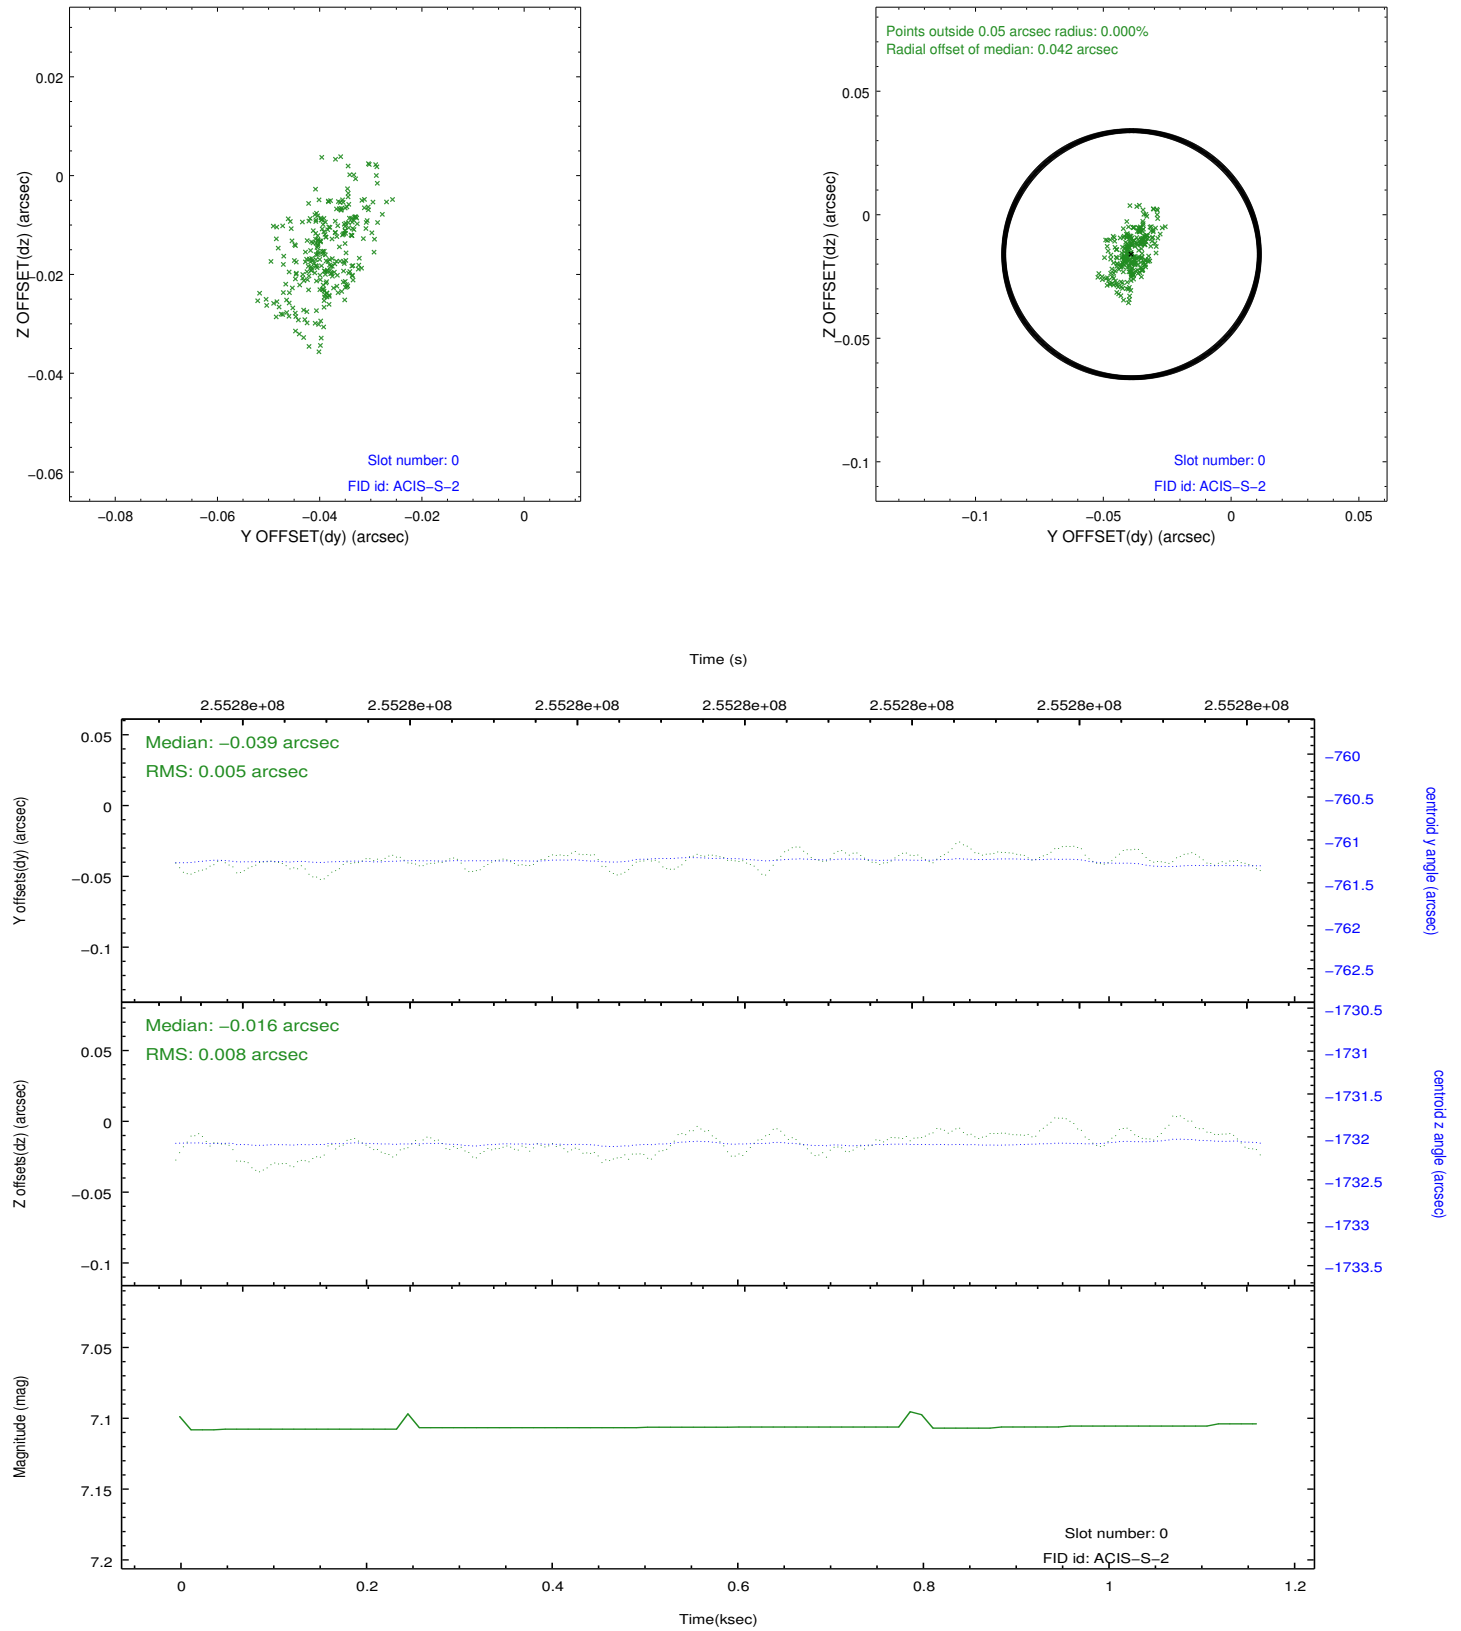 0.02
0
−0.02
−0.04
−0.06
Z OFFSET(dz) (arcsec)
Slot number: 0
FID id: ACIS−S−2
−0.08
−0.06
−0.04
−0.02
0
Y OFFSET(dy) (arcsec)
Points outside 0.05 arcsec radius: 0.000%
Radial offset of median: 0.042 arcsec
0.05
0
−0.05
−0.1
Z OFFSET(dz) (arcsec)
Slot number: 0
FID id: ACIS−S−2
−0.1
−0.05
0
0.05
Y OFFSET(dy) (arcsec)
Time (s)
2.5528e+08
2.5528e+08
2.5528e+08
2.5528e+08
2.5528e+08
2.5528e+08
2.5528e+08
Median: −0.039 arcsec
RMS: 0.005 arcsec
0.05
0
−0.05
−0.1
Y offsets(dy) (arcsec)
−760
−760.5
−761
−761.5
−762
−762.5
centroid y angle (arcsec)
Median: −0.016 arcsec
RMS: 0.008 arcsec
0.05
0
−0.05
−0.1
Z offsets(dz) (arcsec)
−1730.5
−1731
−1731.5
−1732
−1732.5
−1733
−1733.5
centroid z angle (arcsec)
7.05
7.1
7.15
7.2
Magnitude (mag)
Slot number: 0
FID id: ACIS−S−2
0
0.2
0.4
0.6
0.8
1
1.2
Time(ksec)